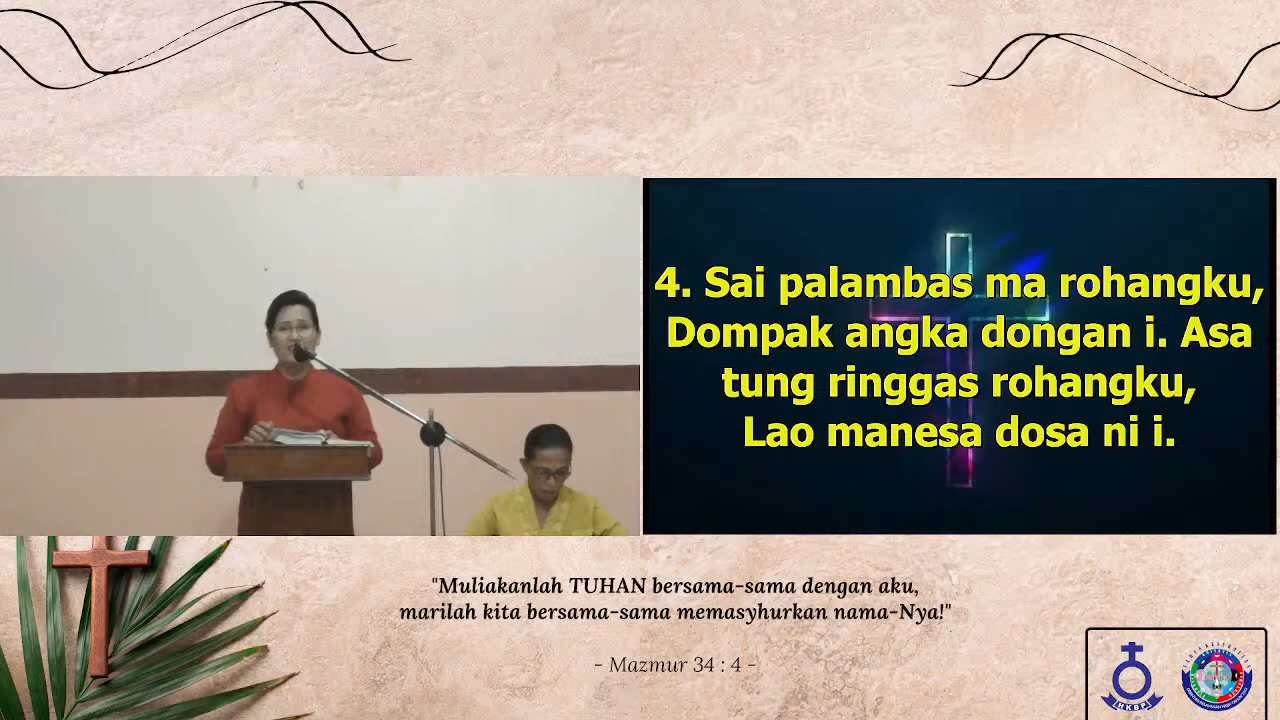 4. Sai palambas ma rohangku,
Dompak angka dongan i. Asa
tung ringgas rohangku,
Lao manesa dosa ni i.
"Muliakanlah TUHAN bersama-sama dengan aku,
marilah kita bersama-sama memasyhurkan nama-Nya!"
- Mazmur 34 : 4 -
HKBP